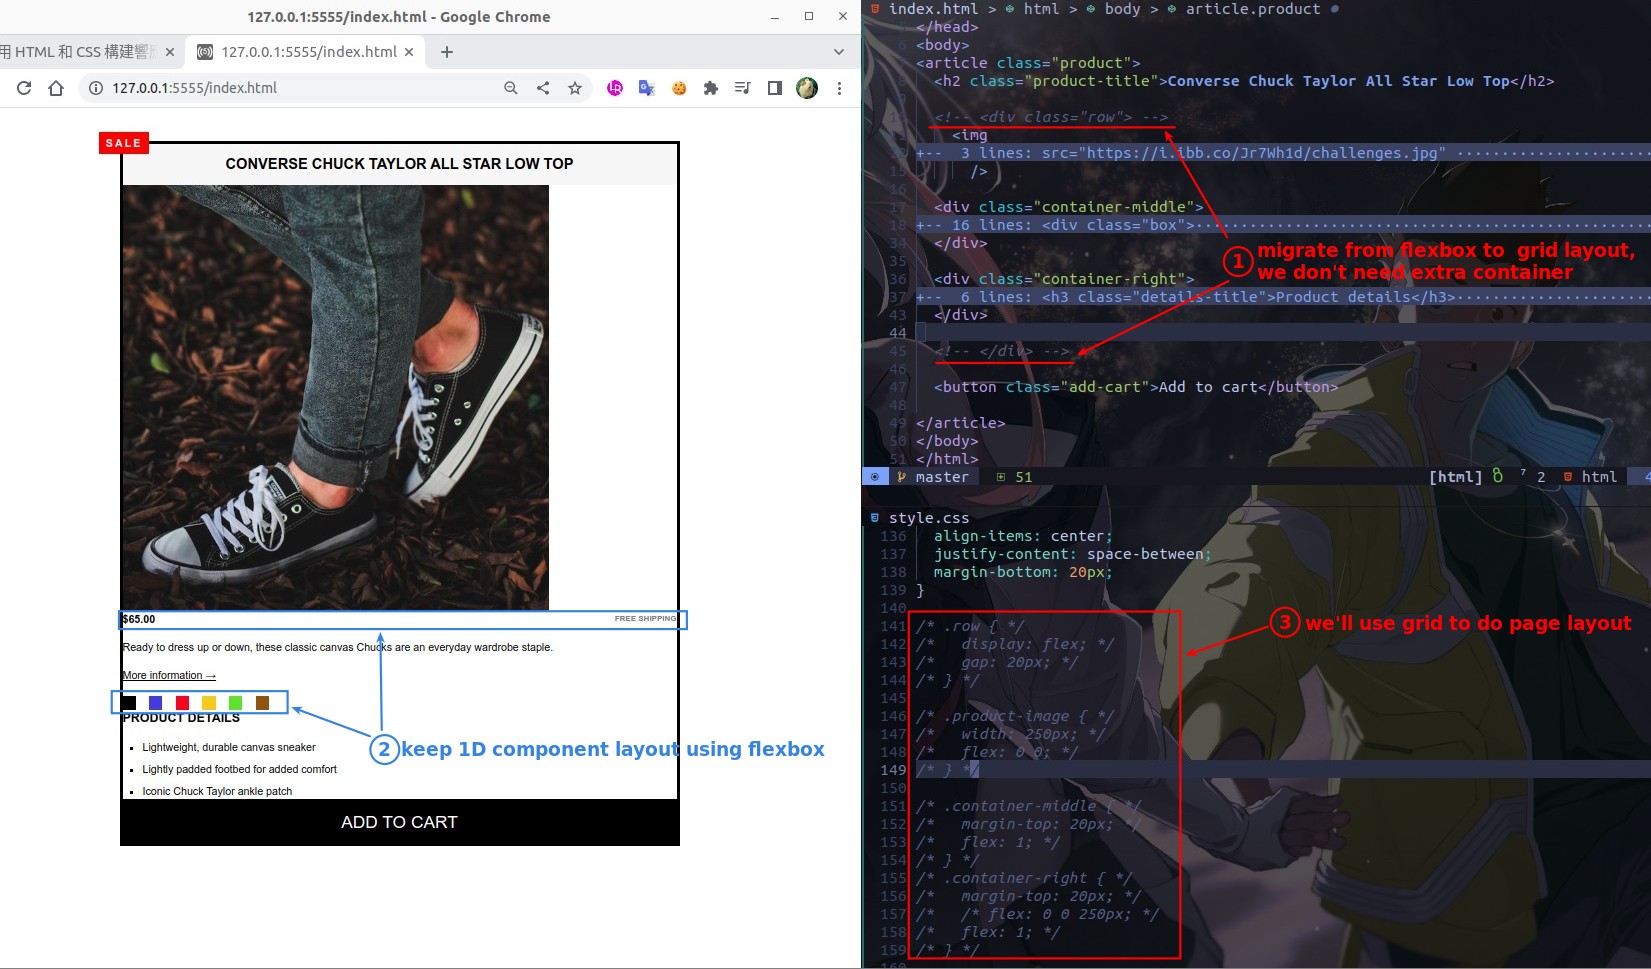 127.0.0.1:5555/index.html - Google Chrome
用 HTML 和 CSS 構建響
127.0.0.1:5555/index.html
127.0.0.1:5555/index.html
SALE
CONVERSE CHUCK TAYLOR ALL STAR LOW TOP
$65.00 FREE SHIPPING
Ready to dress up or down, these classic canvas Chucks are an everyday wardrobe staple.
More information →
PRODUCT DETAILS
Lightweight, durable canvas sneaker
Lightly padded footbed for added comfort
Iconic Chuck Taylor ankle patch
ADD TO CART
2 keep 1D component layout using flexbox
index.html > html > body > article.product
</head>
<body>
<article class="product">
<h2 class="product-title">Converse Chuck Taylor All Star Low Top</h2>
<!-- <div class="row"> -->
<img
+-- 3 lines: src="https://i.ibb.co/Jr7Wh1d/challenges.jpg"
15 />
16
17 <div class="container-middle">
18 +-- 16 lines: <div class="box">
34 </div>
35
36 <div class="container-right">
37 +-- 6 lines: <h3 class="details-title">Product details</h3>
43 </div>
44
45 <!-- </div> -->
46
47 <button class="add-cart">Add to cart</button>
48
49 </article>
50 </body>
51 </html>
1 migrate from flexbox to grid layout,
we don't need extra container
master 51 [html] 7 2 html 4
style.css
136 align-items: center;
137 justify-content: space-between;
138 margin-bottom: 20px;
139 }
140
141 /* .row { */
142 /* display: flex; */
143 /* gap: 20px; */
144 /* } */
145
146 /* .product-image { */
147 /* width: 250px; */
148 /* flex: 0 0; */
149 /* } */
150
151 /* .container-middle { */
152 /* margin-top: 20px; */
153 /* flex: 1; */
154 /* } */
155 /* .container-right { */
156 /* margin-top: 20px; */
157 /* /* flex: 0 0 250px; */
158 /* flex: 1; */
159 /* } */
160
3 we'll use grid to do page layout